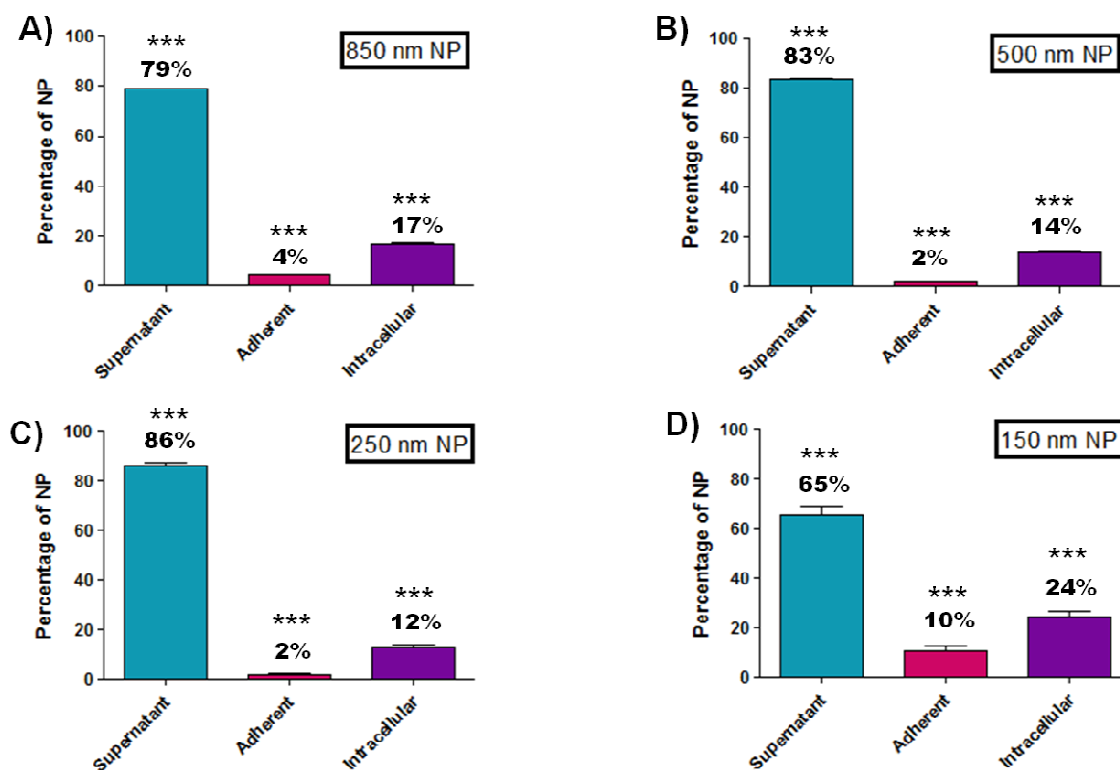 A)
850 nm NP
Percentage of NP
100
80
60
40
20
0
***
79%
***
4%
***
17%
Supernatant
Adherent
Intracellular
B)
500 nm NP
Percentage of NP
100
80
60
40
20
0
***
83%
***
2%
***
14%
Supernatant
Adherent
Intracellular
C)
250 nm NP
Percentage of NP
100
80
60
40
20
0
***
86%
***
2%
***
12%
Supernatant
Adherent
Intracellular
D)
150 nm NP
Percentage of NP
100
80
60
40
20
0
***
65%
***
10%
***
24%
Supernatant
Adherent
Intracellular